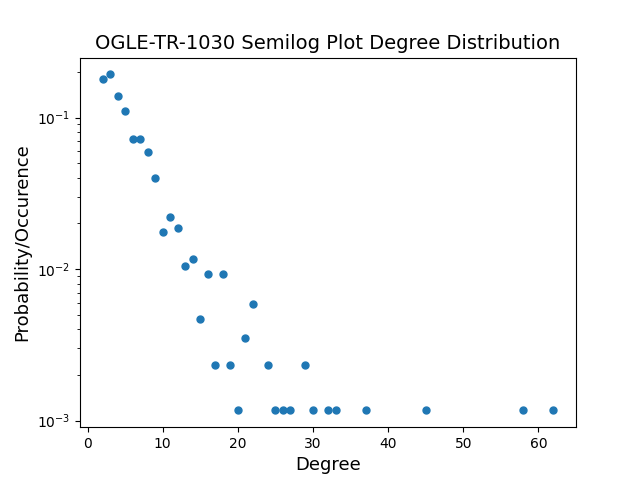 OGLE-TR-1030 Semilog Plot Degree Distribution
Probability/Occurence
10⁻¹
10⁻²
10⁻³
0 10 20 30 40 50 60
Degree